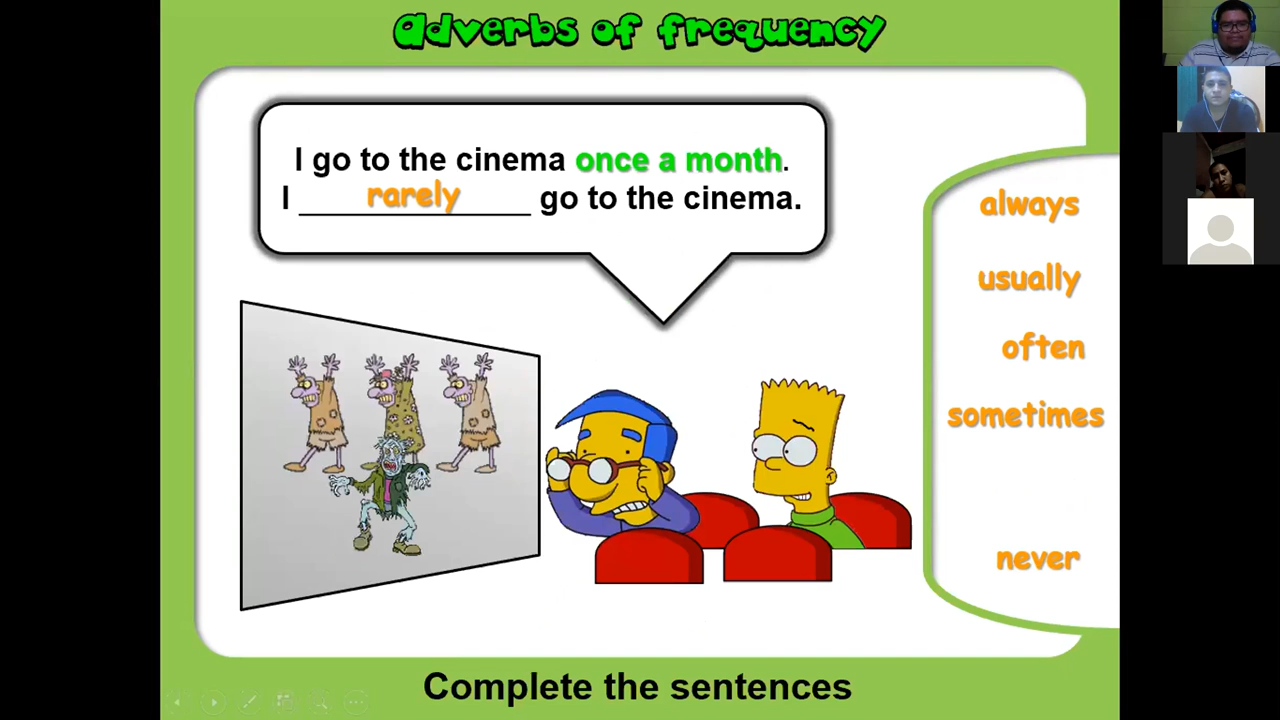 Adverbs of frequency
I go to the cinema once a month.
I rarely go to the cinema.
always
usually
often
sometimes
never
Complete the sentences